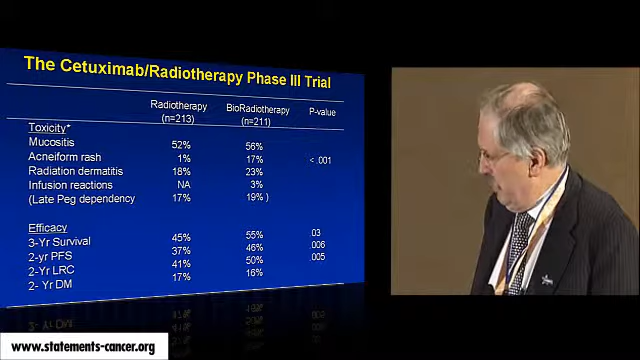 The Cetuximab/Radiotherapy Phase III Trial
Radiotherapy BioRadiotherapy P-value
(n=213) (n=211)
Toxicity*
Mucositis 52% 56%
Acneiform rash 1% 17% < .001
Radiation dermatitis 18% 23%
Infusion reactions NA 3%
(Late Peg dependency 17% 19% )
Efficacy
3-Yr Survival 45% 55% .03
2-yr PFS 37% 46% .006
2-Yr LRC 41% 50% .005
2- Yr DM 17% 16%
www.statements-cancer.org